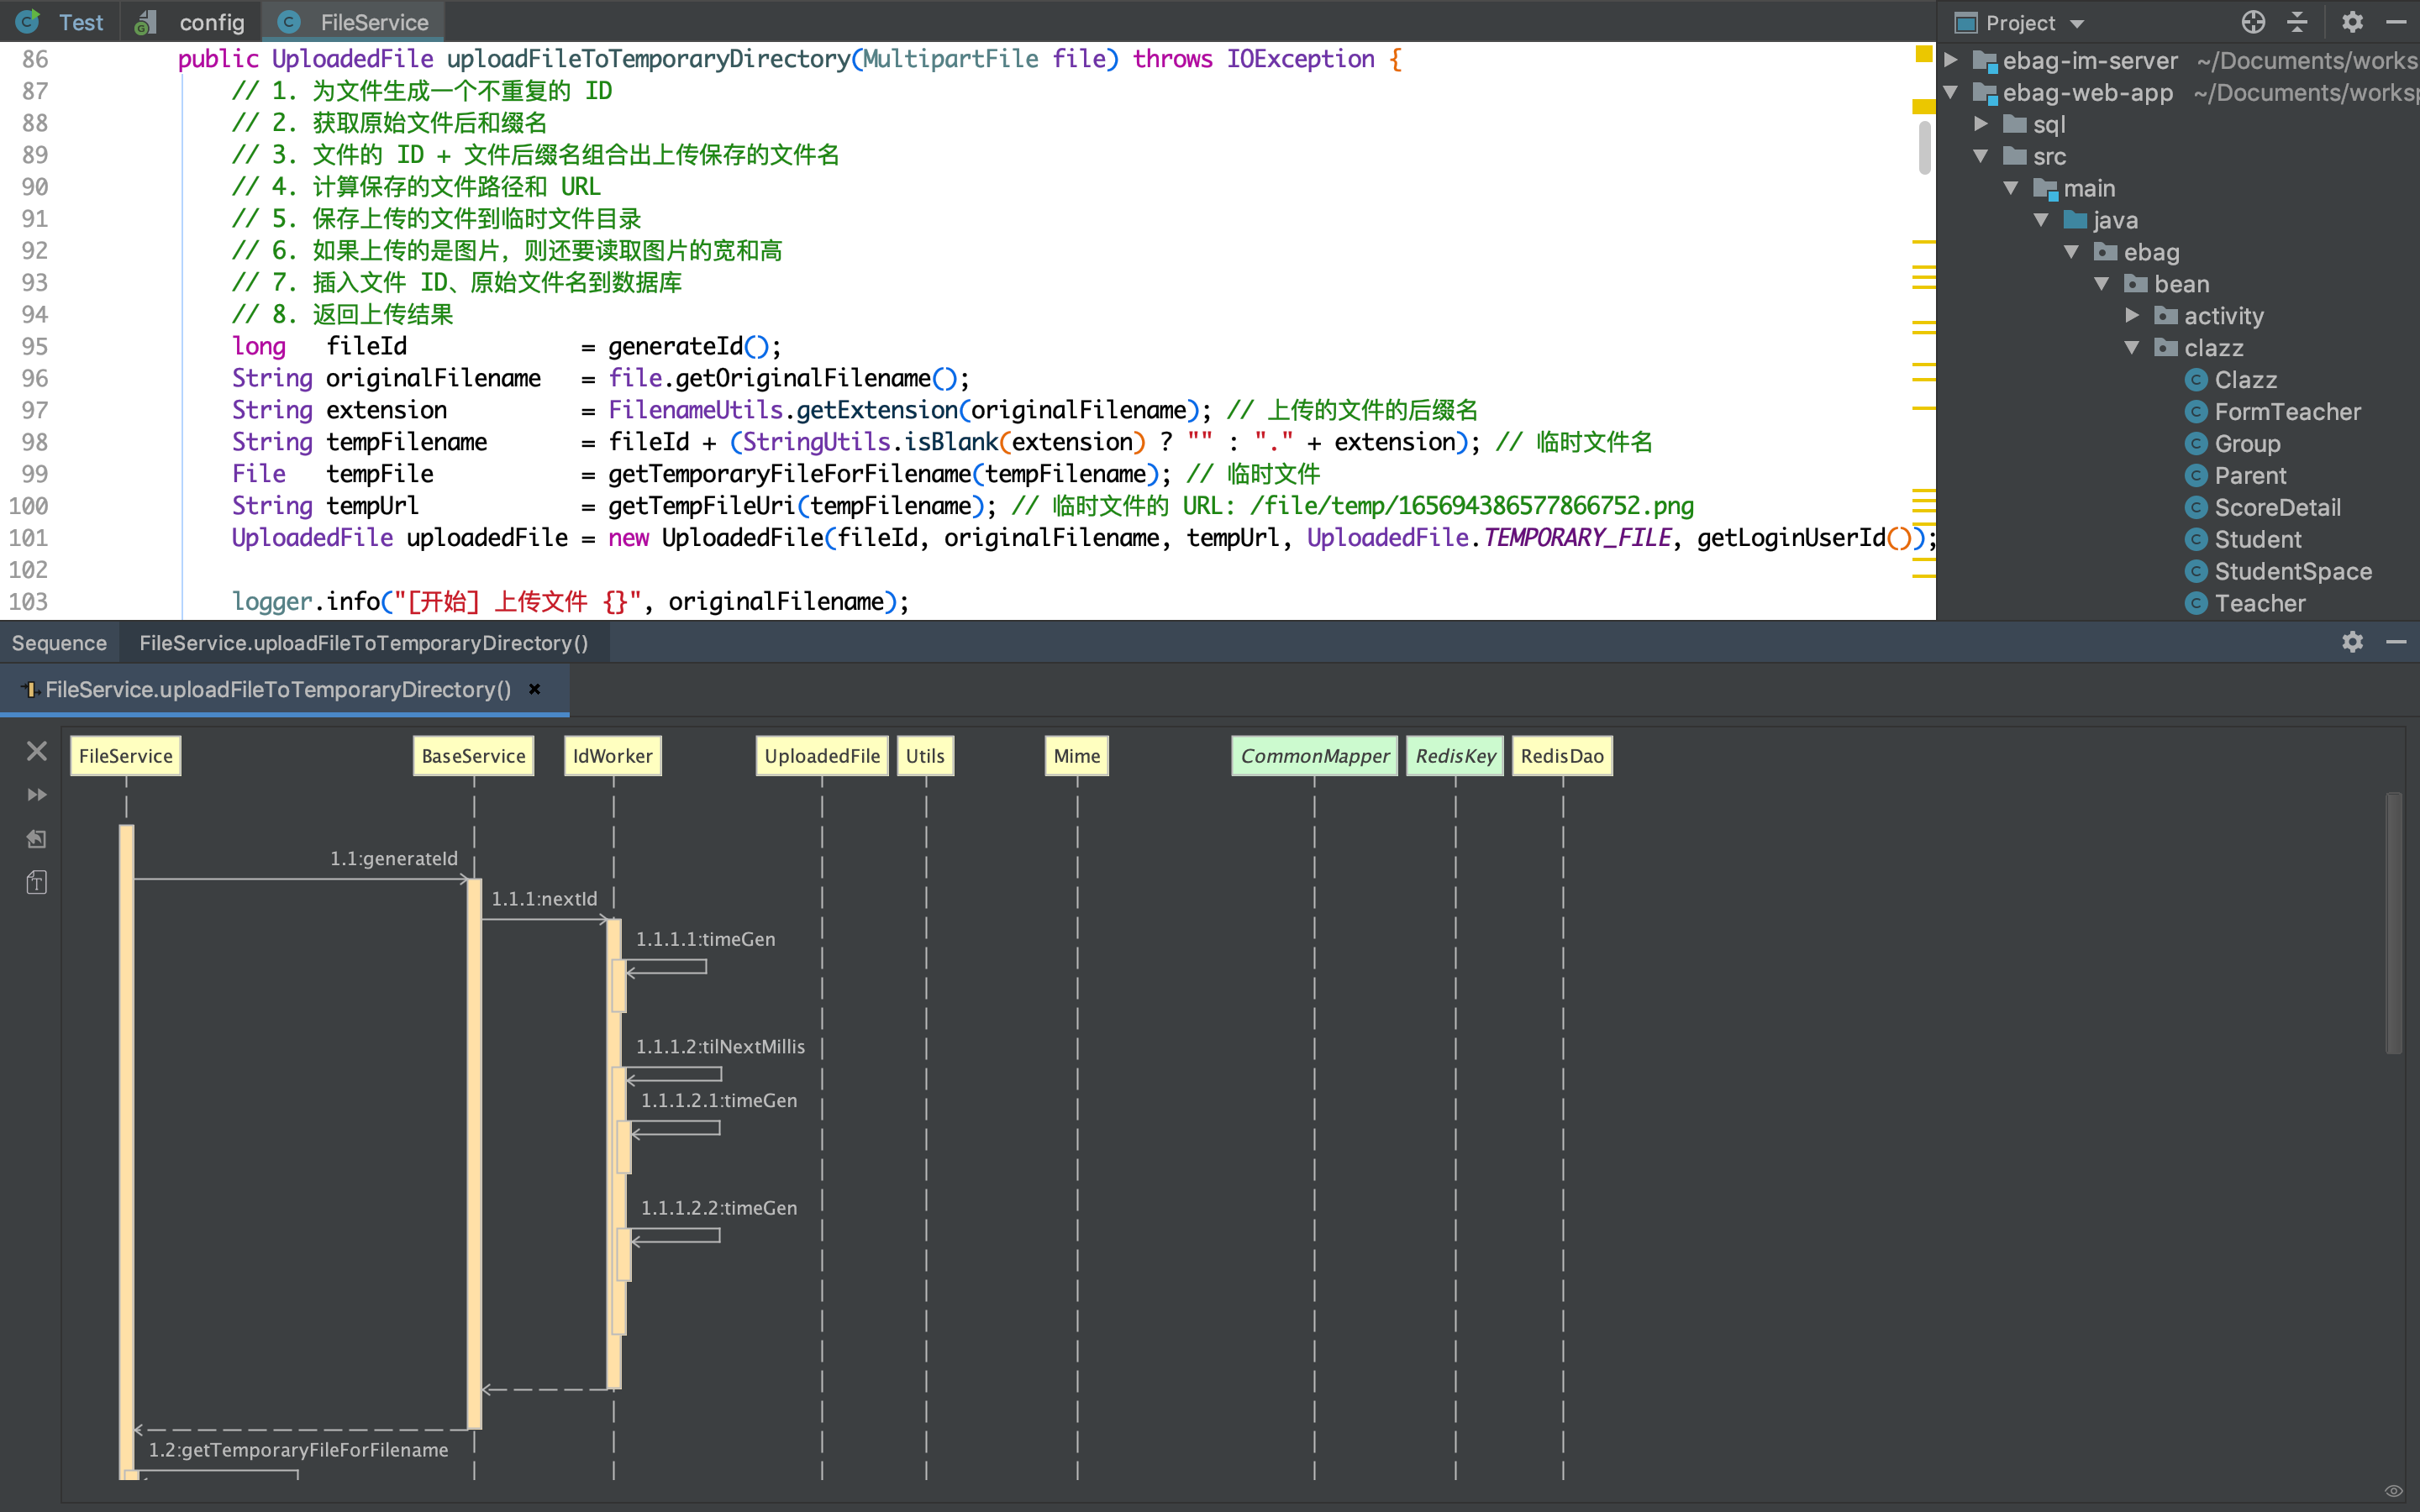 Test config FileService
86 public UploadedFile uploadFileToTemporaryDirectory(MultipartFile file) throws IOException {
87 // 1. 为文件生成一个不重复的 ID
88 // 2. 获取原始文件后和缀名
89 // 3. 文件的 ID + 文件后缀名组合出上传保存的文件名
90 // 4. 计算保存的文件路径和 URL
91 // 5. 保存上传的文件到临时文件目录
92 // 6. 如果上传的是图片，则还要读取图片的宽和高
93 // 7. 插入文件 ID、原始文件名到数据库
94 // 8. 返回上传结果
95 long fileId = generateId();
96 String originalFilename = file.getOriginalFilename();
97 String extension = FilenameUtils.getExtension(originalFilename); // 上传的文件的后缀名
98 String tempFilename = fileId + (StringUtils.isBlank(extension) ? "" : "." + extension); // 临时文件名
99 File tempFile = getTemporaryFileForFilename(tempFilename); // 临时文件
100 String tempUrl = getTempFileUri(tempFilename); // 临时文件的 URL: /file/temp/165694386577866752.png
101 UploadedFile uploadedFile = new UploadedFile(fileId, originalFilename, tempUrl, UploadedFile.TEMPORARY_FILE, getLoginUserId());
102
103 logger.info("[开始] 上传文件 {}", originalFilename);
Project
ebag-im-server ~/Documents/works
ebag-web-app ~/Documents/worksp
sql
src
main
java
ebag
bean
activity
clazz
Clazz
FormTeacher
Group
Parent
ScoreDetail
Student
StudentSpace
Teacher
Sequence FileService.uploadFileToTemporaryDirectory()
FileService.uploadFileToTemporaryDirectory()
FileService BaseService IdWorker UploadedFile Utils Mime CommonMapper RedisKey RedisDao
1.1:generateId
1.1.1:nextId
1.1.1.1:timeGen
1.1.1.2:tilNextMillis
1.1.1.2.1:timeGen
1.1.1.2.2:timeGen
1.2:getTemporaryFileForFilename